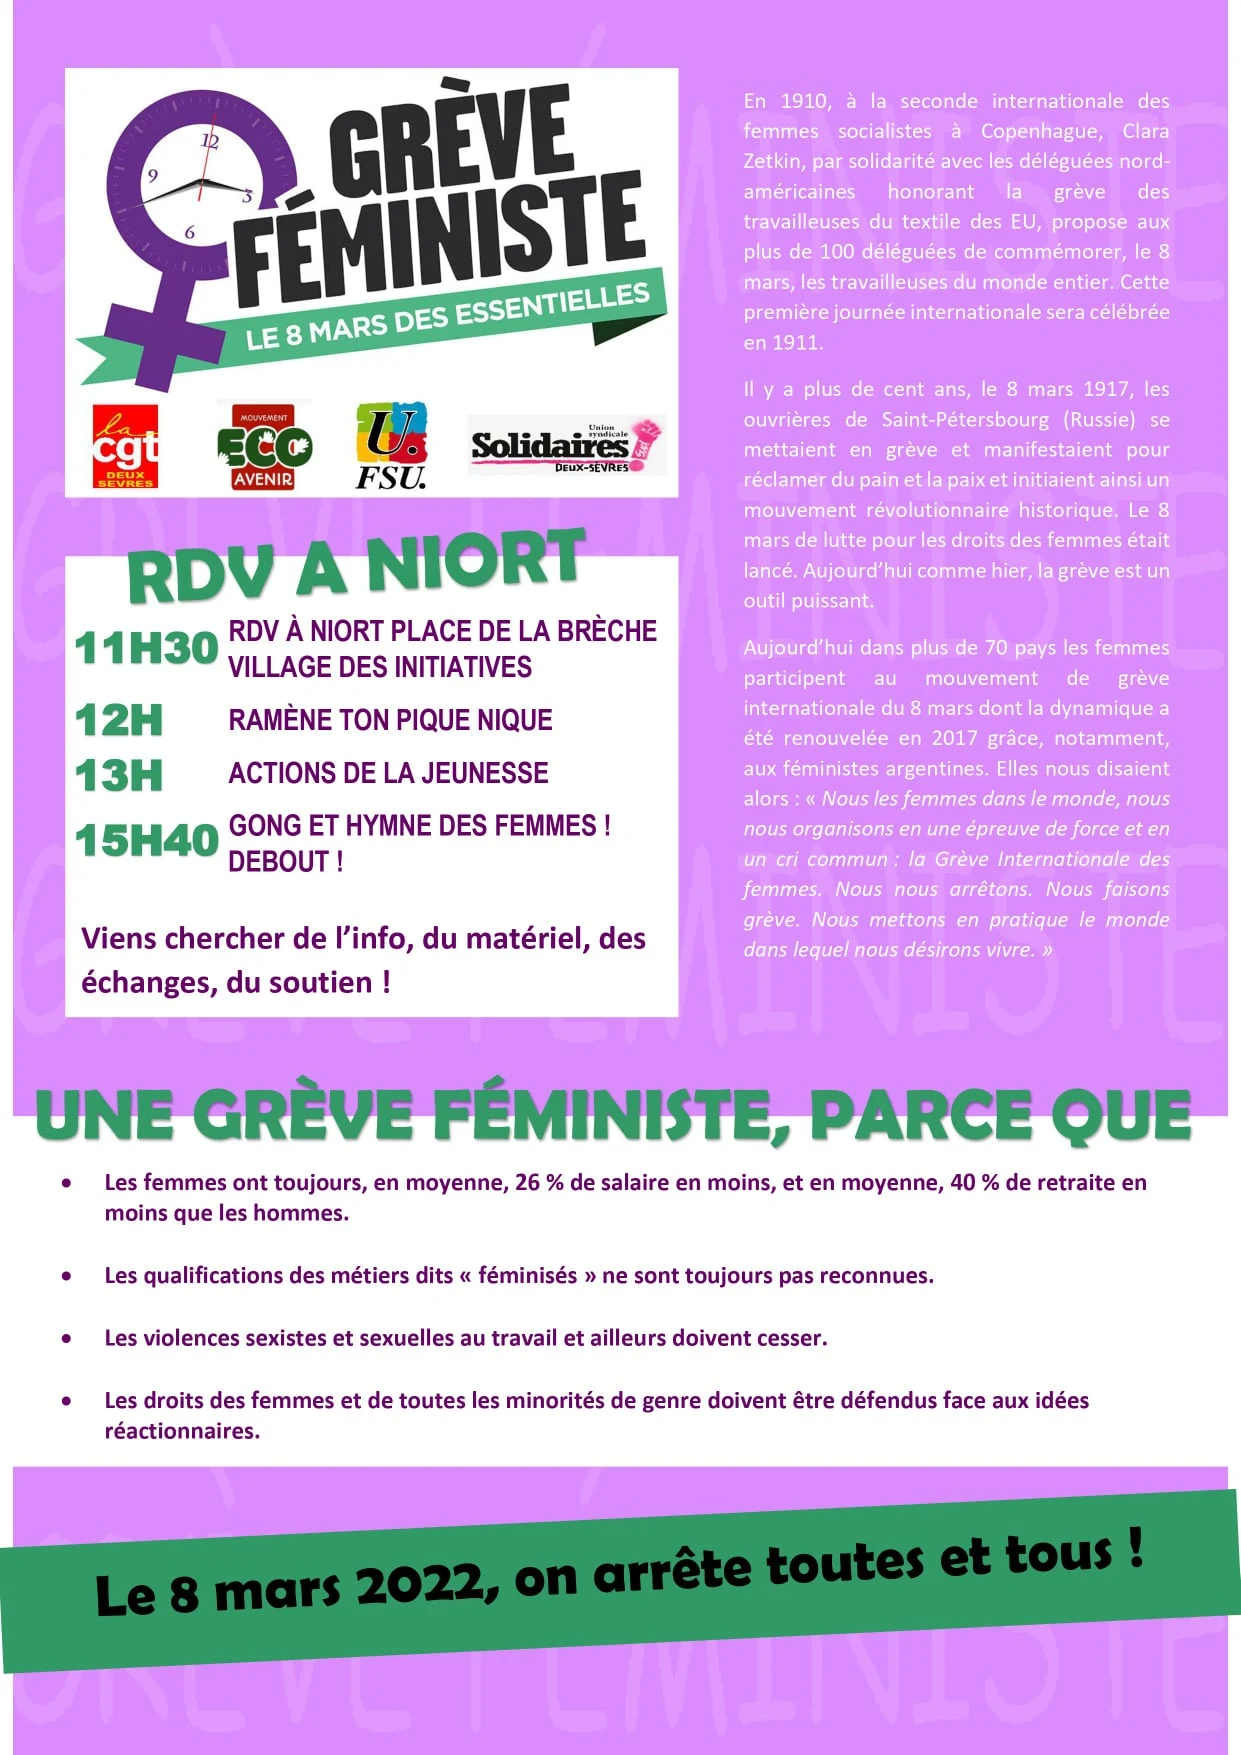 GRÈVE
FÉMINISTE
LE 8 MARS DES ESSENTIELLES
12
9
3
6
la
cgt
DEUX
SEVRES
MOUVEMENT
ECO
AVENIR
U.
FSU.
Union
syndicale
Solidaires
DEUX-SEVRES
RDV A NIORT
11H30 RDV À NIORT PLACE DE LA BRÈCHE
VILLAGE DES INITIATIVES
12H RAMÈNE TON PIQUE NIQUE
13H ACTIONS DE LA JEUNESSE
15H40 GONG ET HYMNE DES FEMMES !
DEBOUT !
Viens chercher de l'info, du matériel, des
échanges, du soutien !
En 1910, à la seconde internationale des
femmes socialistes à Copenhague, Clara
Zetkin, par solidarité avec les déléguées nord-
américaines honorant la grève des
travailleuses du textile des EU, propose aux
plus de 100 déléguées de commémorer, le 8
mars, les travailleuses du monde entier. Cette
première journée internationale sera célébrée
en 1911.
Il y a plus de cent ans, le 8 mars 1917, les
ouvrières de Saint-Pétersbourg (Russie) se
mettaient en grève et manifestaient pour
réclamer du pain et la paix et initiaient ainsi un
mouvement révolutionnaire historique. Le 8
mars de lutte pour les droits des femmes était
lancé. Aujourd'hui comme hier, la grève est un
outil puissant.
Aujourd'hui dans plus de 70 pays les femmes
participent au mouvement de grève
internationale du 8 mars dont la dynamique a
été renouvelée en 2017 grâce, notamment,
aux féministes argentines. Elles nous disaient
alors : « Nous les femmes dans le monde, nous
nous organisons en une épreuve de force et en
un cri commun : la Grève Internationale des
femmes. Nous nous arrêtons. Nous faisons
grève. Nous mettons en pratique le monde
dans lequel nous désirons vivre. »
UNE GRÈVE FÉMINISTE, PARCE QUE
• Les femmes ont toujours, en moyenne, 26 % de salaire en moins, et en moyenne, 40 % de retraite en
moins que les hommes.
• Les qualifications des métiers dits « féminisés » ne sont toujours pas reconnues.
• Les violences sexistes et sexuelles au travail et ailleurs doivent cesser.
• Les droits des femmes et de toutes les minorités de genre doivent être défendus face aux idées
réactionnaires.
Le 8 mars 2022, on arrête toutes et tous !
GRÈVE FÉMINISTE